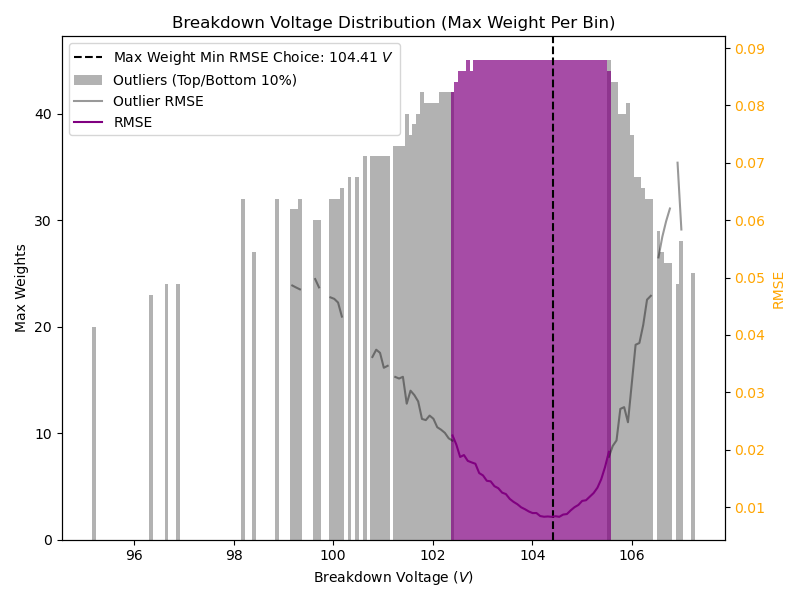 Breakdown Voltage Distribution (Max Weight Per Bin)
Max Weight Min RMSE Choice: 104.41 V
Outliers (Top/Bottom 10%)
Outlier RMSE
RMSE
Max Weights
40
30
20
10
0
0.09
0.08
0.07
0.06
0.05
0.04
0.03
0.02
0.01
RMSE
96 98 100 102 104 106
Breakdown Voltage (V)